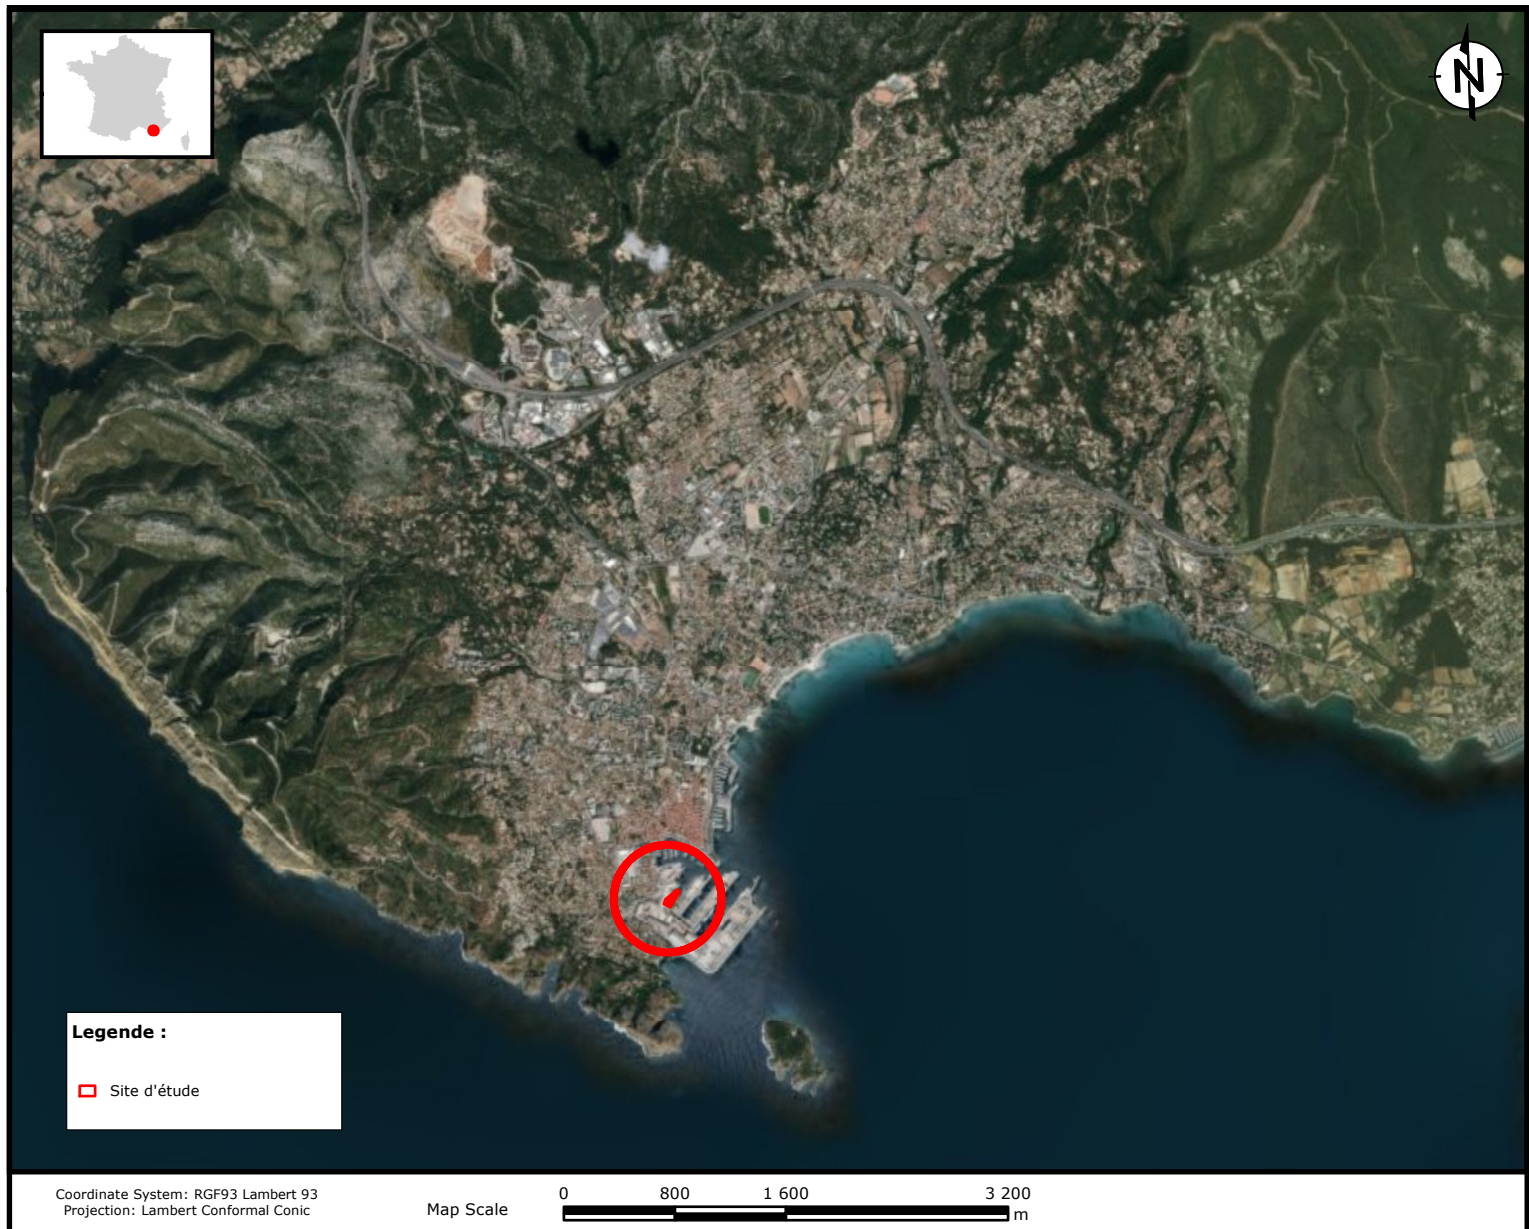 N
Legende :
Site d'étude
Coordinate System: RGF93 Lambert 93
Projection: Lambert Conformal Conic
Map Scale
0 800 1 600 3 200
m